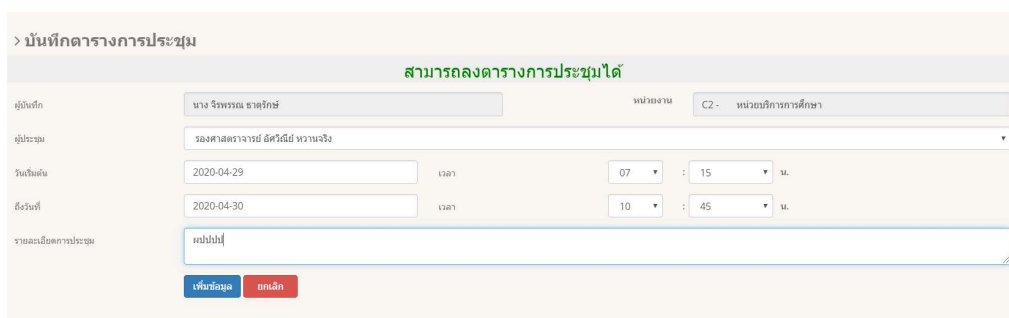 > บันทึกตารางการประชุม
สามารถลงตารางการประชุมได้
ผู้บันทึก นาง จิรพรรณ ธาตุรักษ์ หน่วยงาน C2 - หน่วยบริการการศึกษา
ผู้ประชุม รองศาสตราจารย์ อัศวิณีย์ หวานจริง
วันเริ่มต้น 2020-04-29 เวลา 07 : 15 น.
ถึงวันที่ 2020-04-30 เวลา 10 : 45 น.
รายละเอียดการประชุม ผปปปป
เพิ่มข้อมูล ยกเลิก